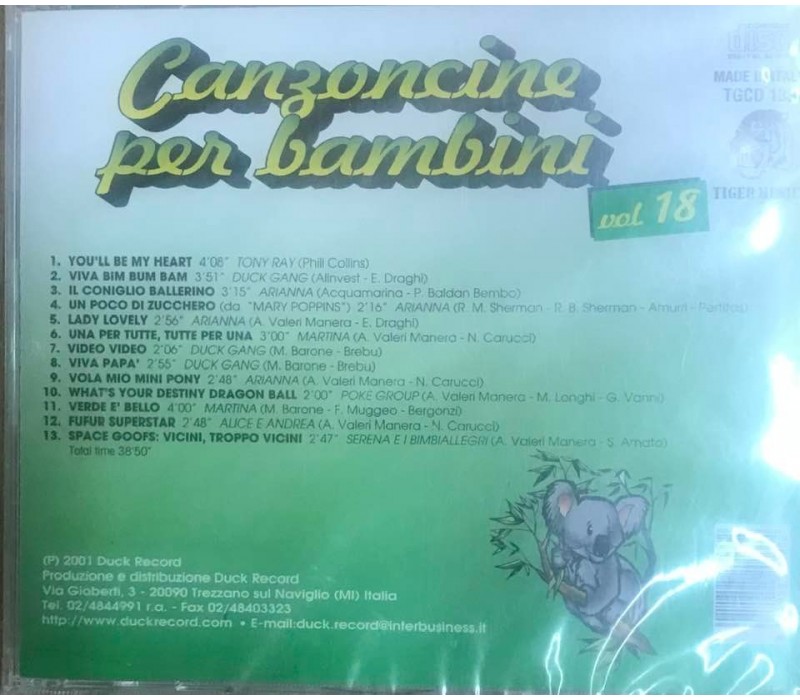 Canzoncine
per bambini
vol 18
MADE
TGCD
TIGER
1. YOU'LL BE MY HEART 4'08" TONY RAY (Phill Collins)
2. VIVA BIM BUM BAM 3'51" DUCK GANG (Alinvest - E. Draghi)
3. IL CONIGLIO BALLERINO 3'15" ARIANNA (Acquamarina - P. Baldan Bembo)
4. UN POCO DI ZUCCHERO (da "MARY POPPINS") 2'16" ARIANNA (R. M. Sherman - R. B. Sherman - Amurri - Pertitas)
5. LADY LOVELY 2'56" ARIANNA (A. Valeri Manera - E. Draghi)
6. UNA PER TUTTE, TUTTE PER UNA 3'00" MARTINA (A. Valeri Manera - N. Carucci)
7. VIDEO VIDEO 2'06" DUCK GANG (M. Barone - Brebu)
8. VIVA PAPA' 2'55" DUCK GANG (M. Barone - Brebu)
9. VOLA MIO MINI PONY 2'48" ARIANNA (A. Valeri Manera - N. Carucci)
10. WHAT'S YOUR DESTINY DRAGON BALL 2'00" POKE GROUP (A. Valeri Manera - M. Longhi - G. Vanni)
11. VERDE E' BELLO 4'00" MARTINA (M. Barone - F. Muggeo - Bergonzi)
12. FUFUR SUPERSTAR 2'48" ALICE E ANDREA (A. Valeri Manera - N. Carucci)
13. SPACE GOOFS: VICINI, TROPPO VICINI 2'47" SERENA E I BIMBIALLEGRI (A. Valeri Manera - S. Amato)
Total time 38'50"
(P) 2001 Duck Record
Produzione e distribuzione Duck Record
Via Gioberti, 3 - 20090 Trezzano sul Naviglio (MI) Italia
Tel. 02/4844991 r.a. - Fax 02/48403323
http://www.duckrecord.com • E-mail:duck.record@interbusiness.it